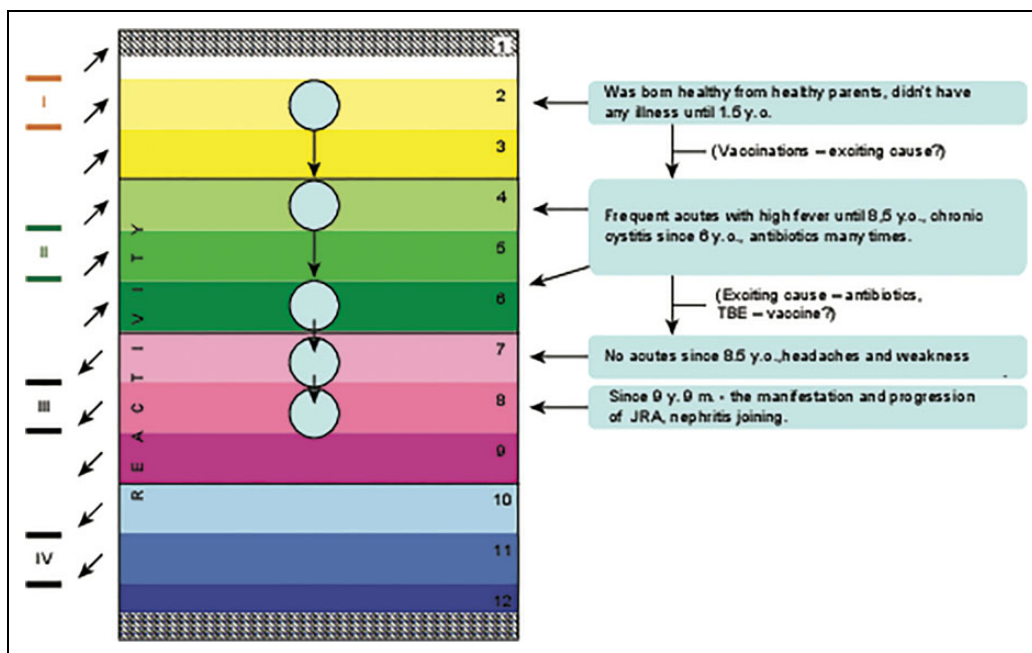 1
I
2
3
4
II
5
6
7
III
8
9
10
IV
11
12
REACTIVITY
Was born healthy from healthy parents, didn't have
any illness until 1.5 y.o.
(Vaccinations – exciting cause?)
Frequent acutes with high fever until 8,5 y.o., chronic
cystitis since 6 y.o., antibiotics many times.
(Exciting cause – antibiotics,
TBE – vaccine?)
No acutes since 8.5 y.o.,headaches and weakness
Since 9 y. 9 m. - the manifestation and progression
of JRA, nephritis joining.